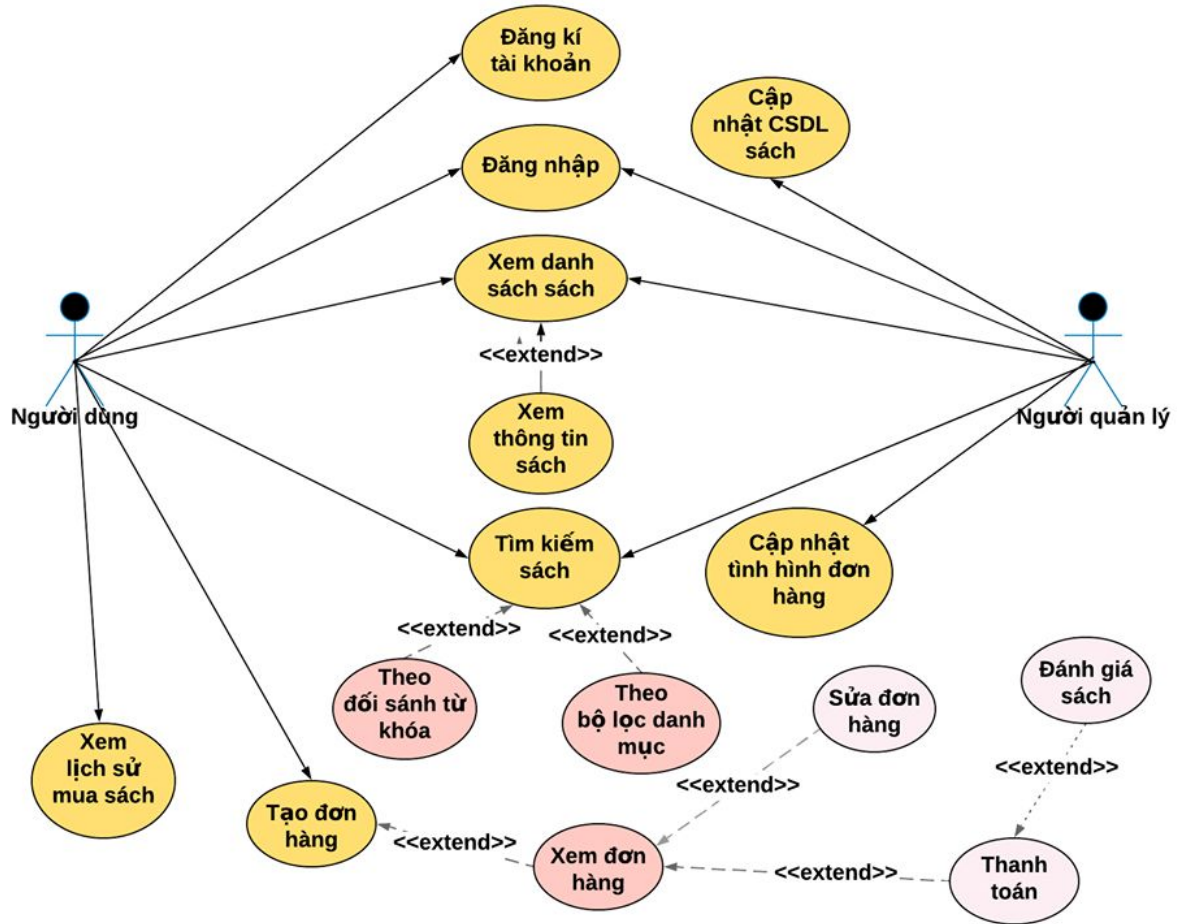 Đăng kí
tài khoản
Cập
nhật CSDL
sách
Đăng nhập
Xem danh
sách sách
<<extend>>
Người dùng
Người quản lý
Xem
thông tin
sách
Tìm kiếm
sách
Cập nhật
tình hình đơn
hàng
<<extend>>
<<extend>>
Theo
đối sánh từ
khóa
Theo
bộ lọc danh
mục
Sửa đơn
hàng
Đánh giá
sách
Xem
lịch sử
mua sách
<<extend>>
<<extend>>
Tạo đơn
hàng
<<extend>>
Xem đơn
hàng
<<extend>>
Thanh
toán